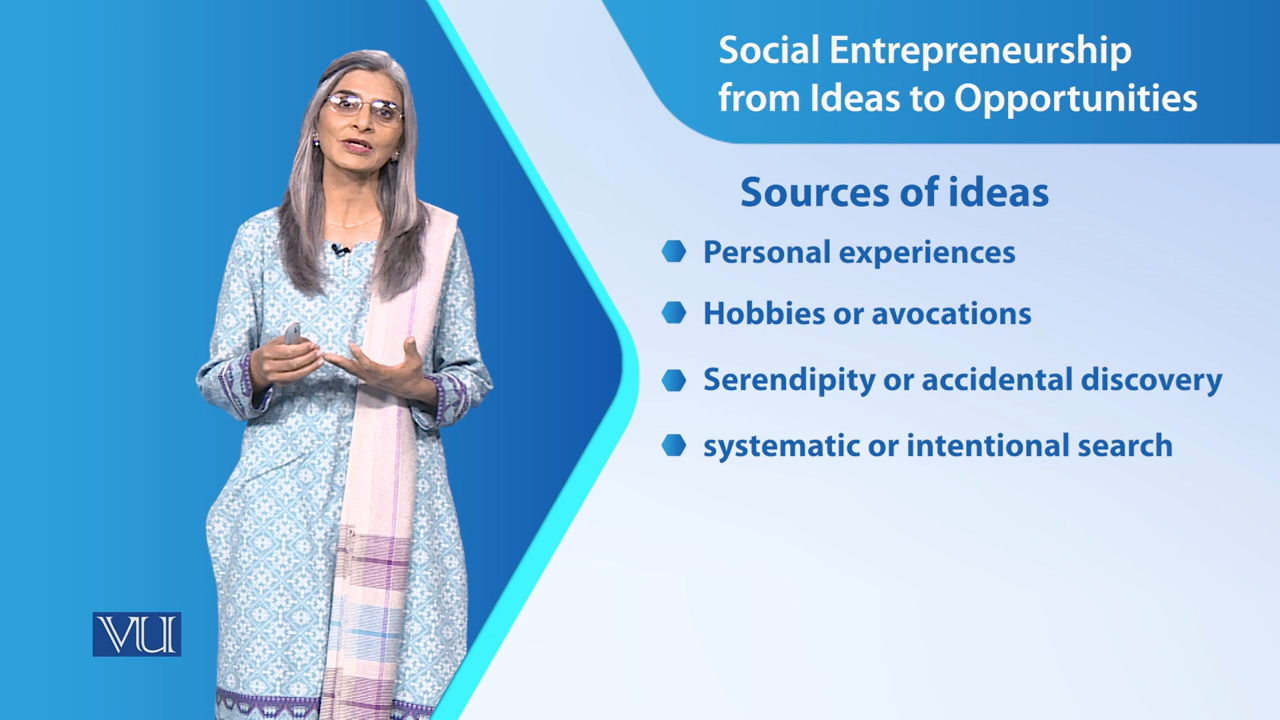 Social Entrepreneurship
from Ideas to Opportunities
Sources of ideas
Personal experiences
Hobbies or avocations
Serendipity or accidental discovery
systematic or intentional search
VU